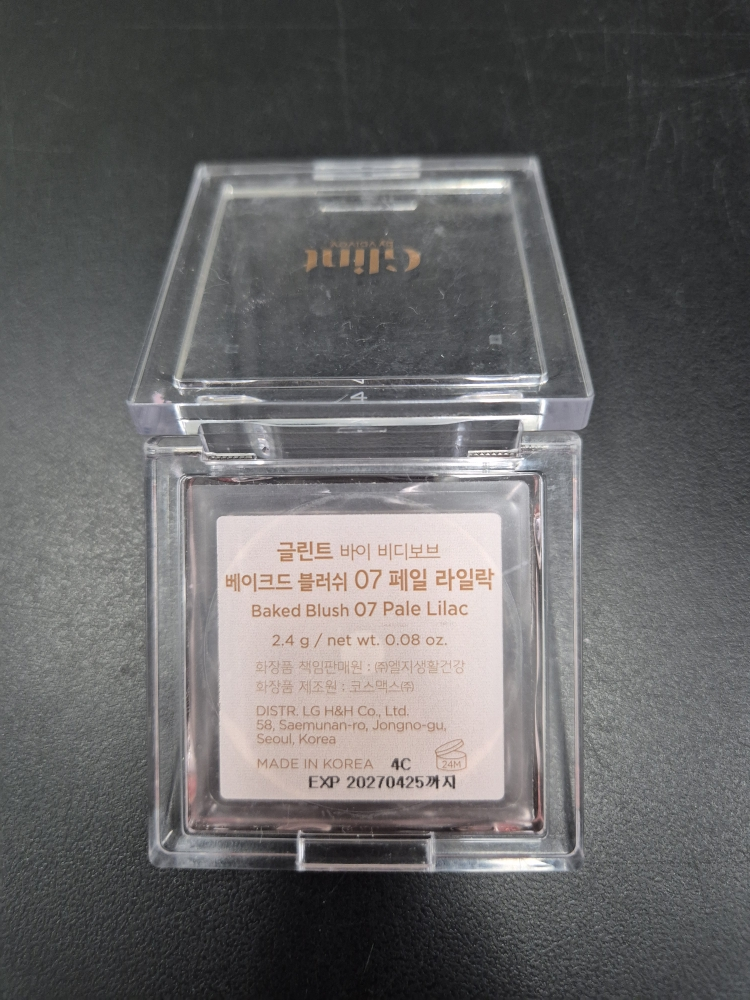 Glint
BY VDIVOV
글린트 바이 비디보브
베이크드 블러쉬 07 페일 라일락
Baked Blush 07 Pale Lilac
2.4 g / net wt. 0.08 oz.
화장품 책임판매원 : ㈜엘지생활건강
화장품 제조원 : 코스맥스㈜
DISTR. LG H&H Co., Ltd.
58, Saemunan-ro, Jongno-gu,
Seoul, Korea
MADE IN KOREA 4C 24M
EXP 20270425까지